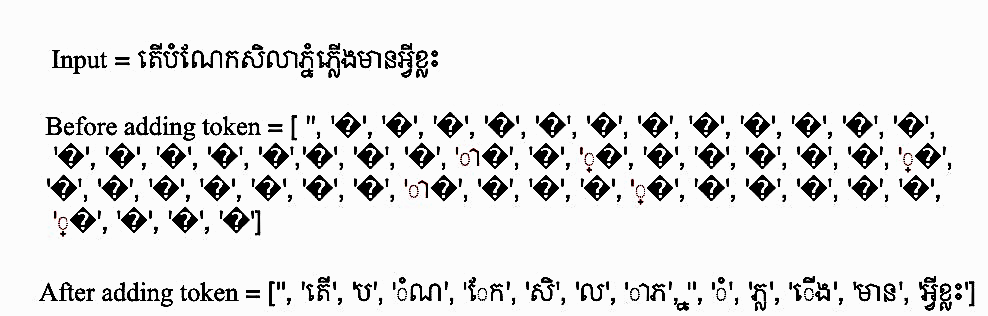 Input = តើបំណែកសិលាភ្នំភ្លើងមានអ្វីខ្លះ
Before adding token = [ '', '�', '�', '�', '�', '�', '�', '�', '�', '�', '�', '�', '�',
'�', '�', '�', '�', '�', '�', '�', '�', 'ា�', '�', '្�', '�', '�', '�', '�', '�', '្�',
'�', '�', '�', '�', '�', '�', '�', 'ា�', '�', '�', '�', '្�', '�', '�', '�', '�', '�',
'្�', '�', '�', '�']
After adding token = ['', 'តើ', 'ប', 'ំណ', 'ែក', 'សិ', 'ល', 'ាភ', '្ន', 'ំ', 'ភ្ល', 'ើង', 'មាន', 'អ្វីខ្លះ']